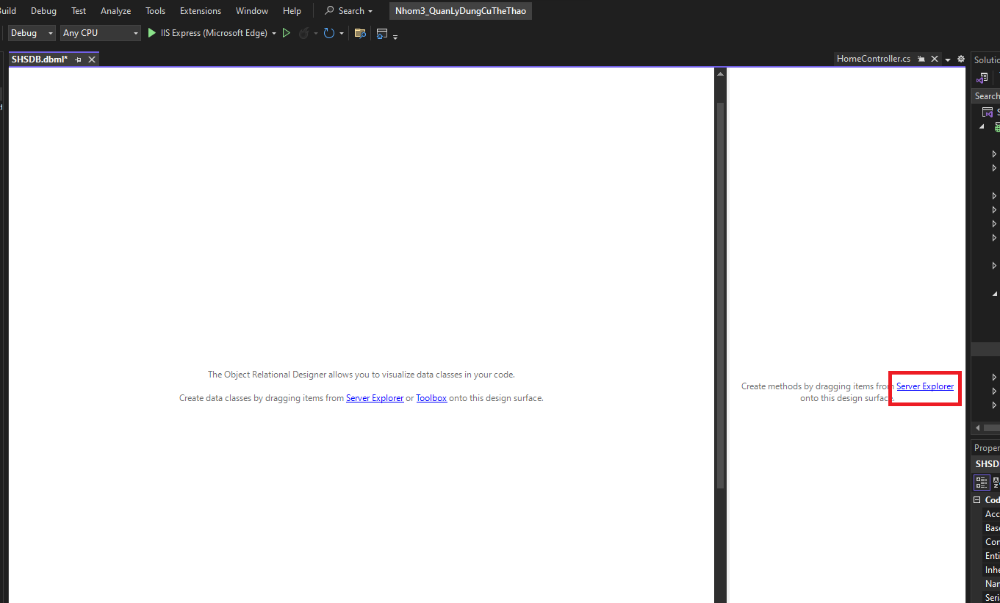 Build Debug Test Analyze Tools Extensions Window Help Search Nhom3_QuanLyDungCuTheThao
Debug Any CPU IIS Express (Microsoft Edge)
SHSDB.dbml* HomeController.cs Solutio
Search
The Object Relational Designer allows you to visualize data classes in your code.
Create data classes by dragging items from Server Explorer or Toolbox onto this design surface.
Create methods by dragging items from Server Explorer
onto this design surface.
Proper
SHSD
Cod
Acc
Base
Con
Enti
Inhe
Nam
Seri